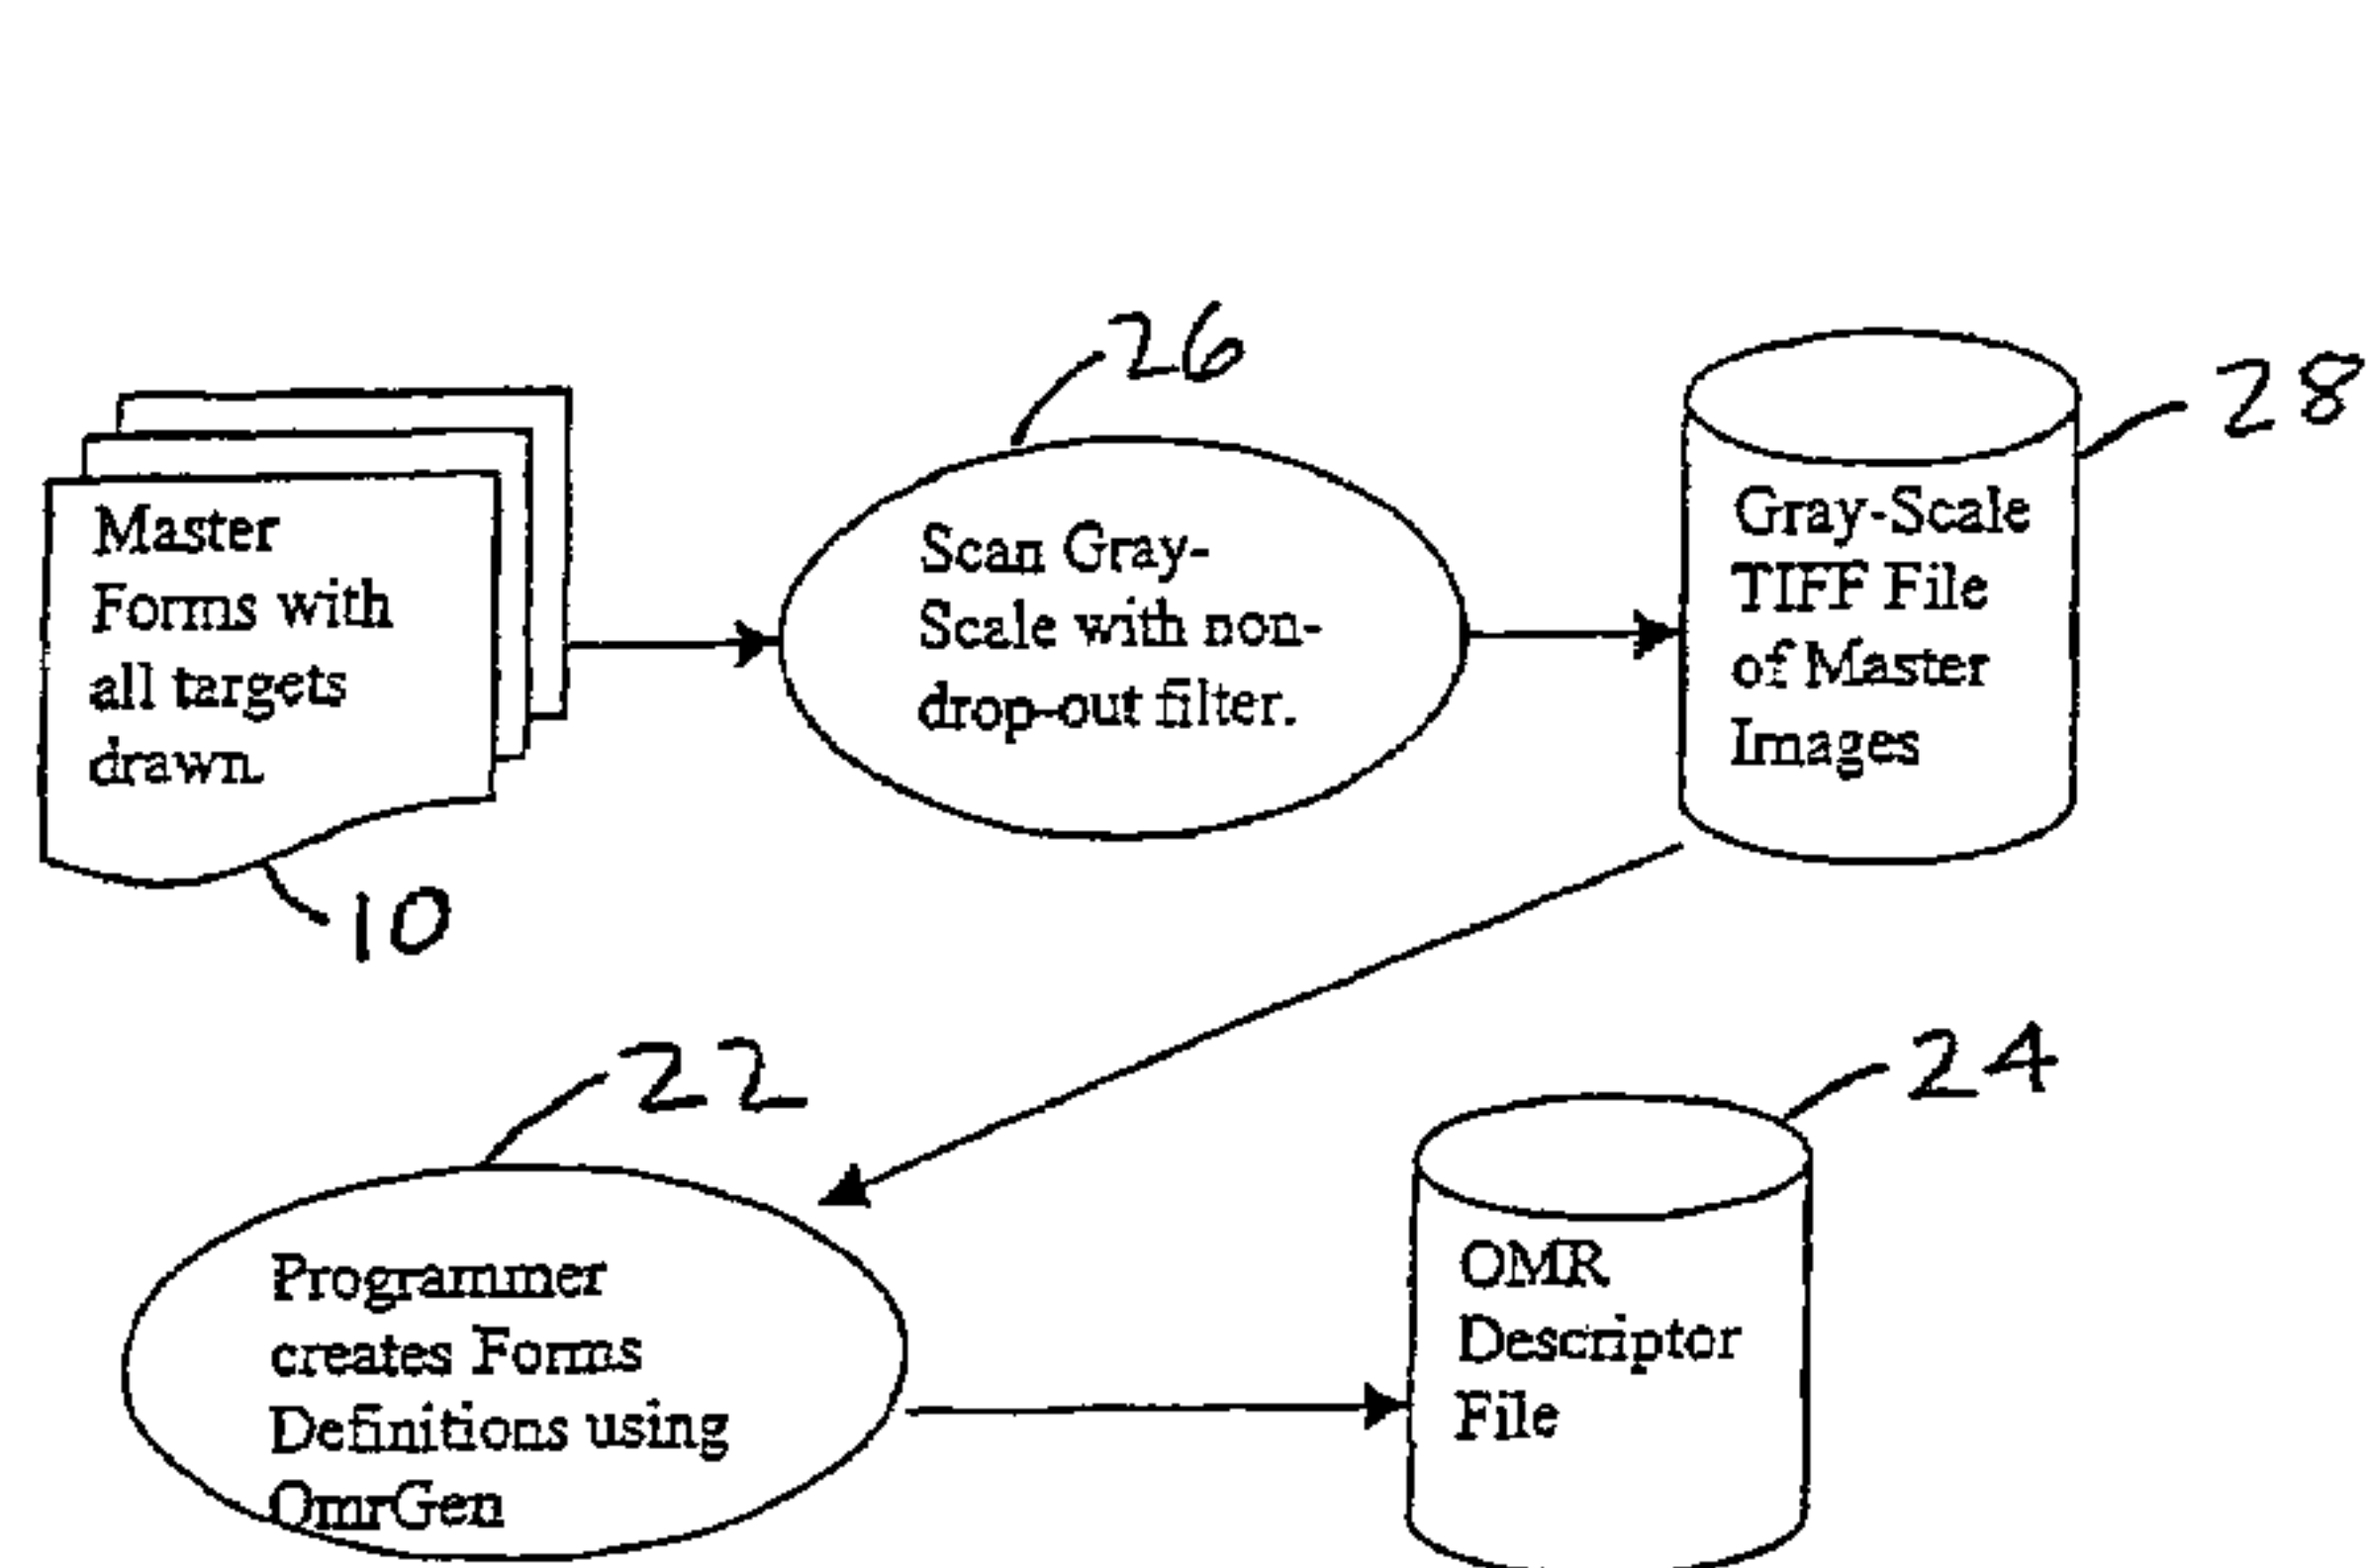 26
28
Master
Forms with
all targets
drawn.
10
Scan Gray-
Scale with non-
drop-out filter.
Gray-Scale
TIFF File
of Master
Images
22
24
Programmer
creates Forms
Definitions using
OmrGen
OMR
Descriptor
File